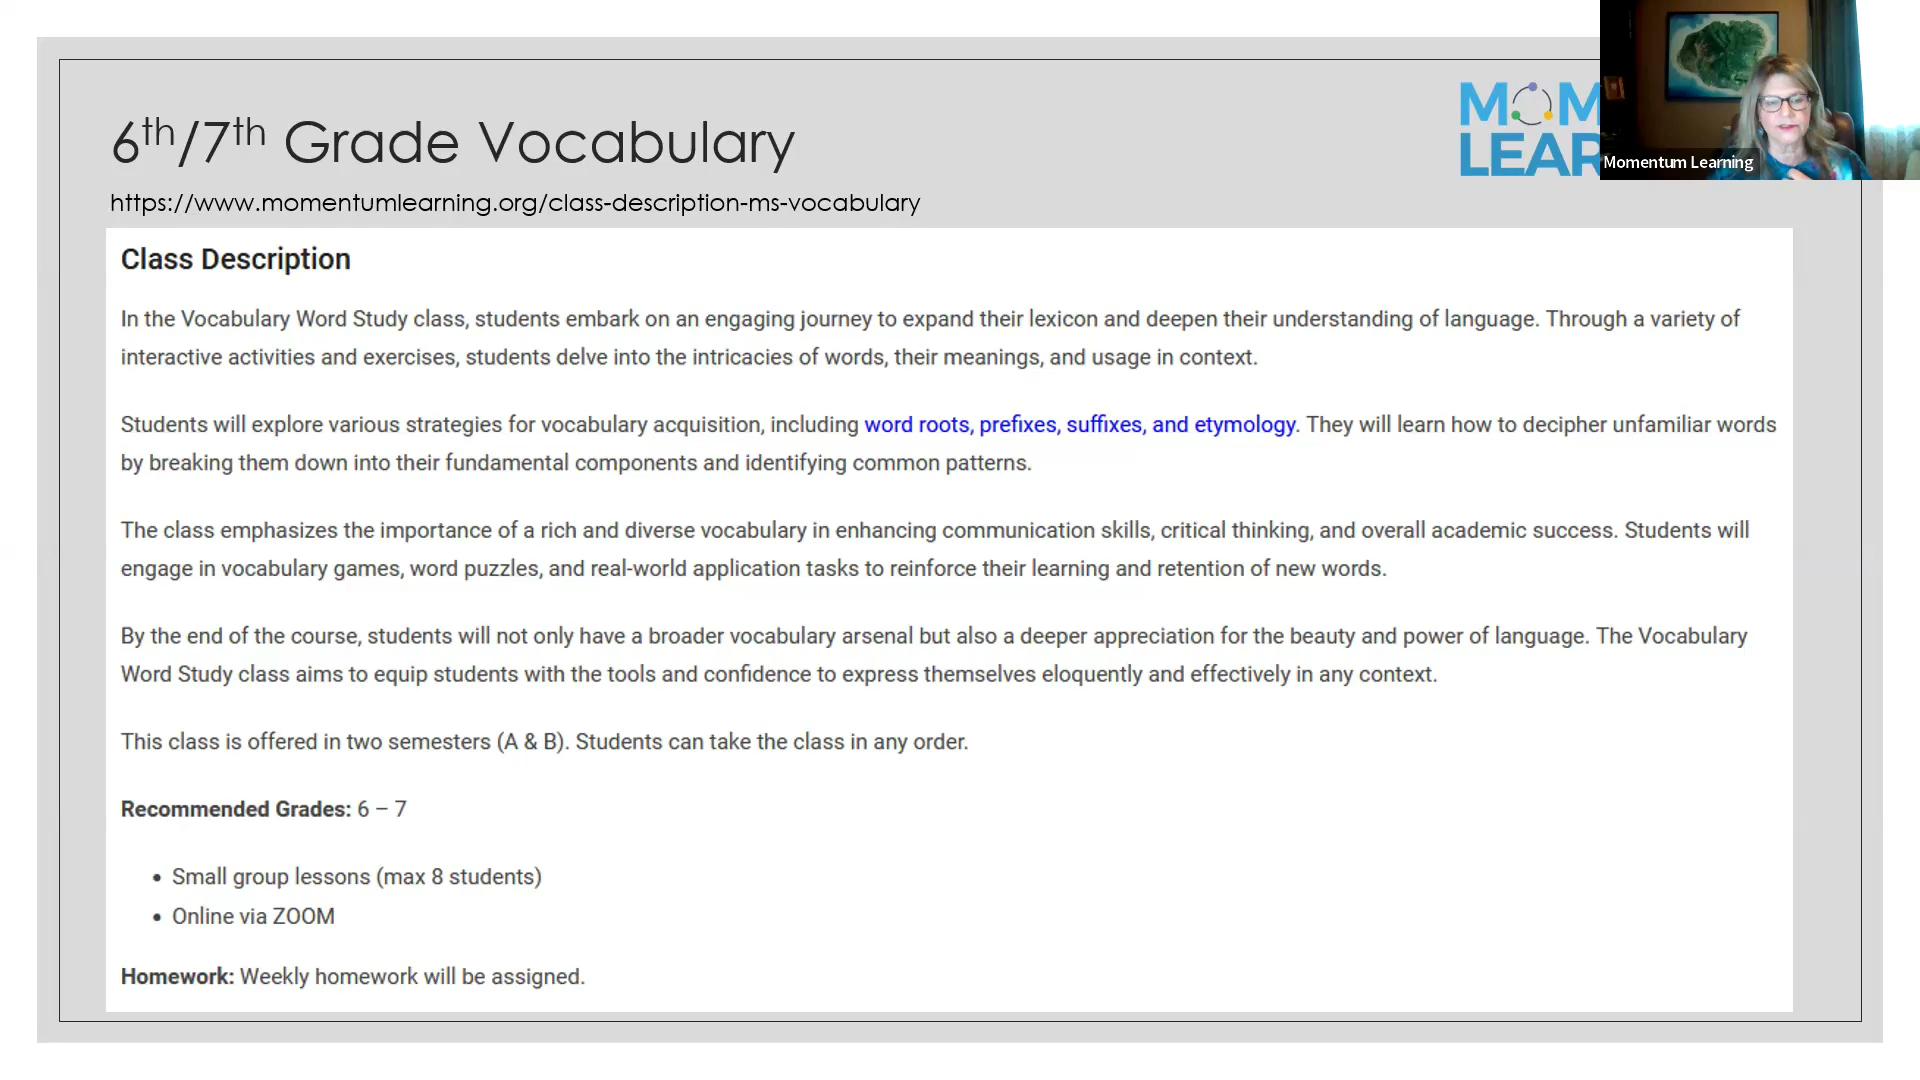 6th/7th Grade Vocabulary
MOM
LEAR
Momentum Learning
https://www.momentumlearning.org/class-description-ms-vocabulary
Class Description
In the Vocabulary Word Study class, students embark on an engaging journey to expand their lexicon and deepen their understanding of language. Through a variety of
interactive activities and exercises, students delve into the intricacies of words, their meanings, and usage in context.
Students will explore various strategies for vocabulary acquisition, including word roots, prefixes, suffixes, and etymology. They will learn how to decipher unfamiliar words
by breaking them down into their fundamental components and identifying common patterns.
The class emphasizes the importance of a rich and diverse vocabulary in enhancing communication skills, critical thinking, and overall academic success. Students will
engage in vocabulary games, word puzzles, and real-world application tasks to reinforce their learning and retention of new words.
By the end of the course, students will not only have a broader vocabulary arsenal but also a deeper appreciation for the beauty and power of language. The Vocabulary
Word Study class aims to equip students with the tools and confidence to express themselves eloquently and effectively in any context.
This class is offered in two semesters (A & B). Students can take the class in any order.
Recommended Grades: 6 – 7
• Small group lessons (max 8 students)
• Online via ZOOM
Homework: Weekly homework will be assigned.